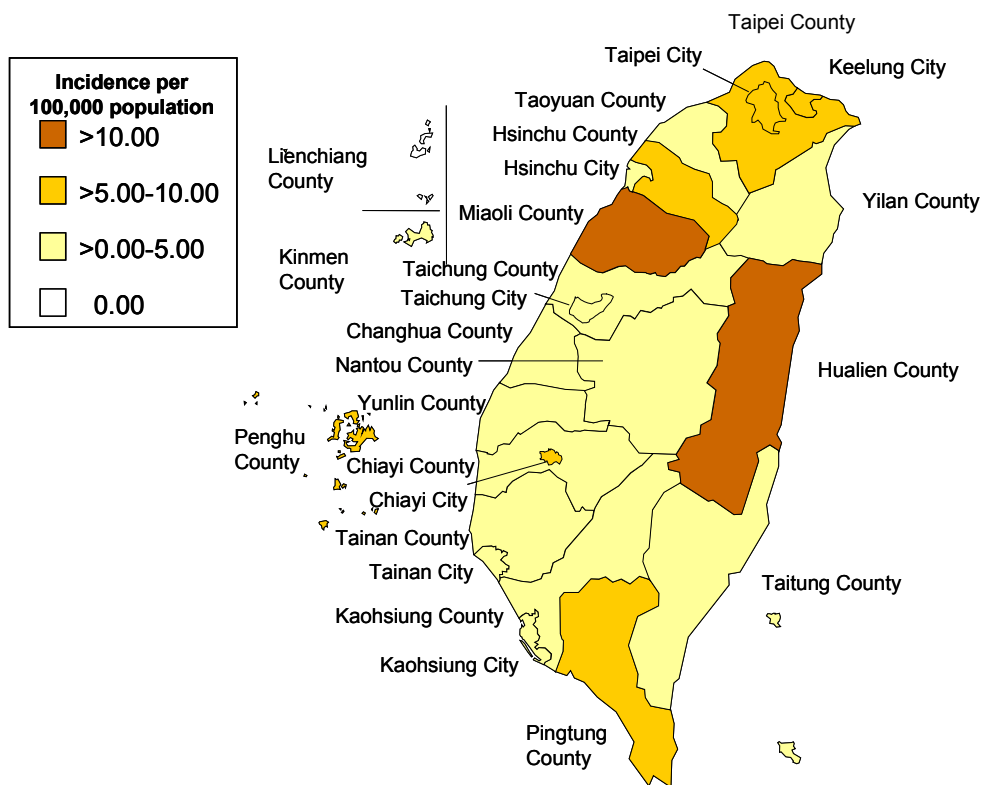 Incidence per
100,000 population
>10.00
>5.00-10.00
>0.00-5.00
0.00
Taipei County
Taipei City
Keelung City
Taoyuan County
Hsinchu County
Hsinchu City
Lienchiang
County
Yilan County
Miaoli County
Kinmen
County
Taichung County
Taichung City
Changhua County
Nantou County
Hualien County
Yunlin County
Penghu
County
Chiayi County
Chiayi City
Tainan County
Tainan City
Taitung County
Kaohsiung County
Kaohsiung City
Pingtung
County